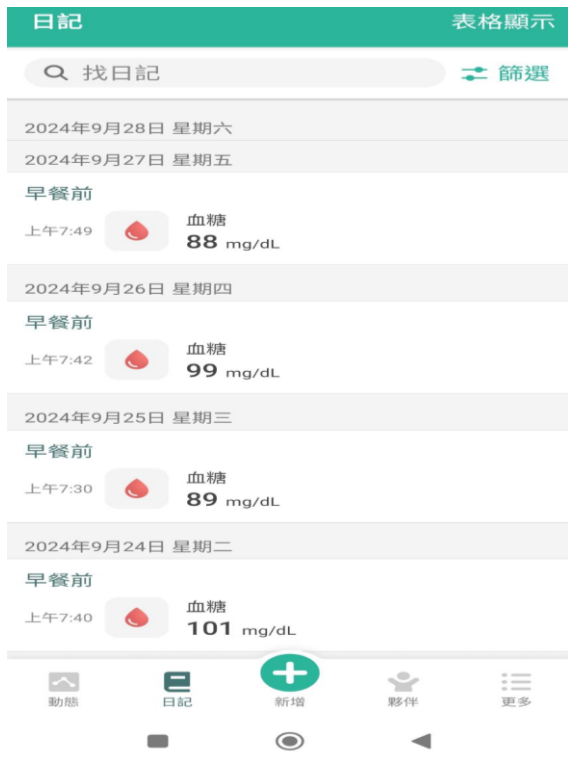 日記 表格顯示
找日記 篩選
2024年9月28日 星期六
2024年9月27日 星期五
早餐前
上午7:49 血糖
88 mg/dL
2024年9月26日 星期四
早餐前
上午7:42 血糖
99 mg/dL
2024年9月25日 星期三
早餐前
上午7:30 血糖
89 mg/dL
2024年9月24日 星期二
早餐前
上午7:40 血糖
101 mg/dL
動態 日記 新增 夥伴 更多